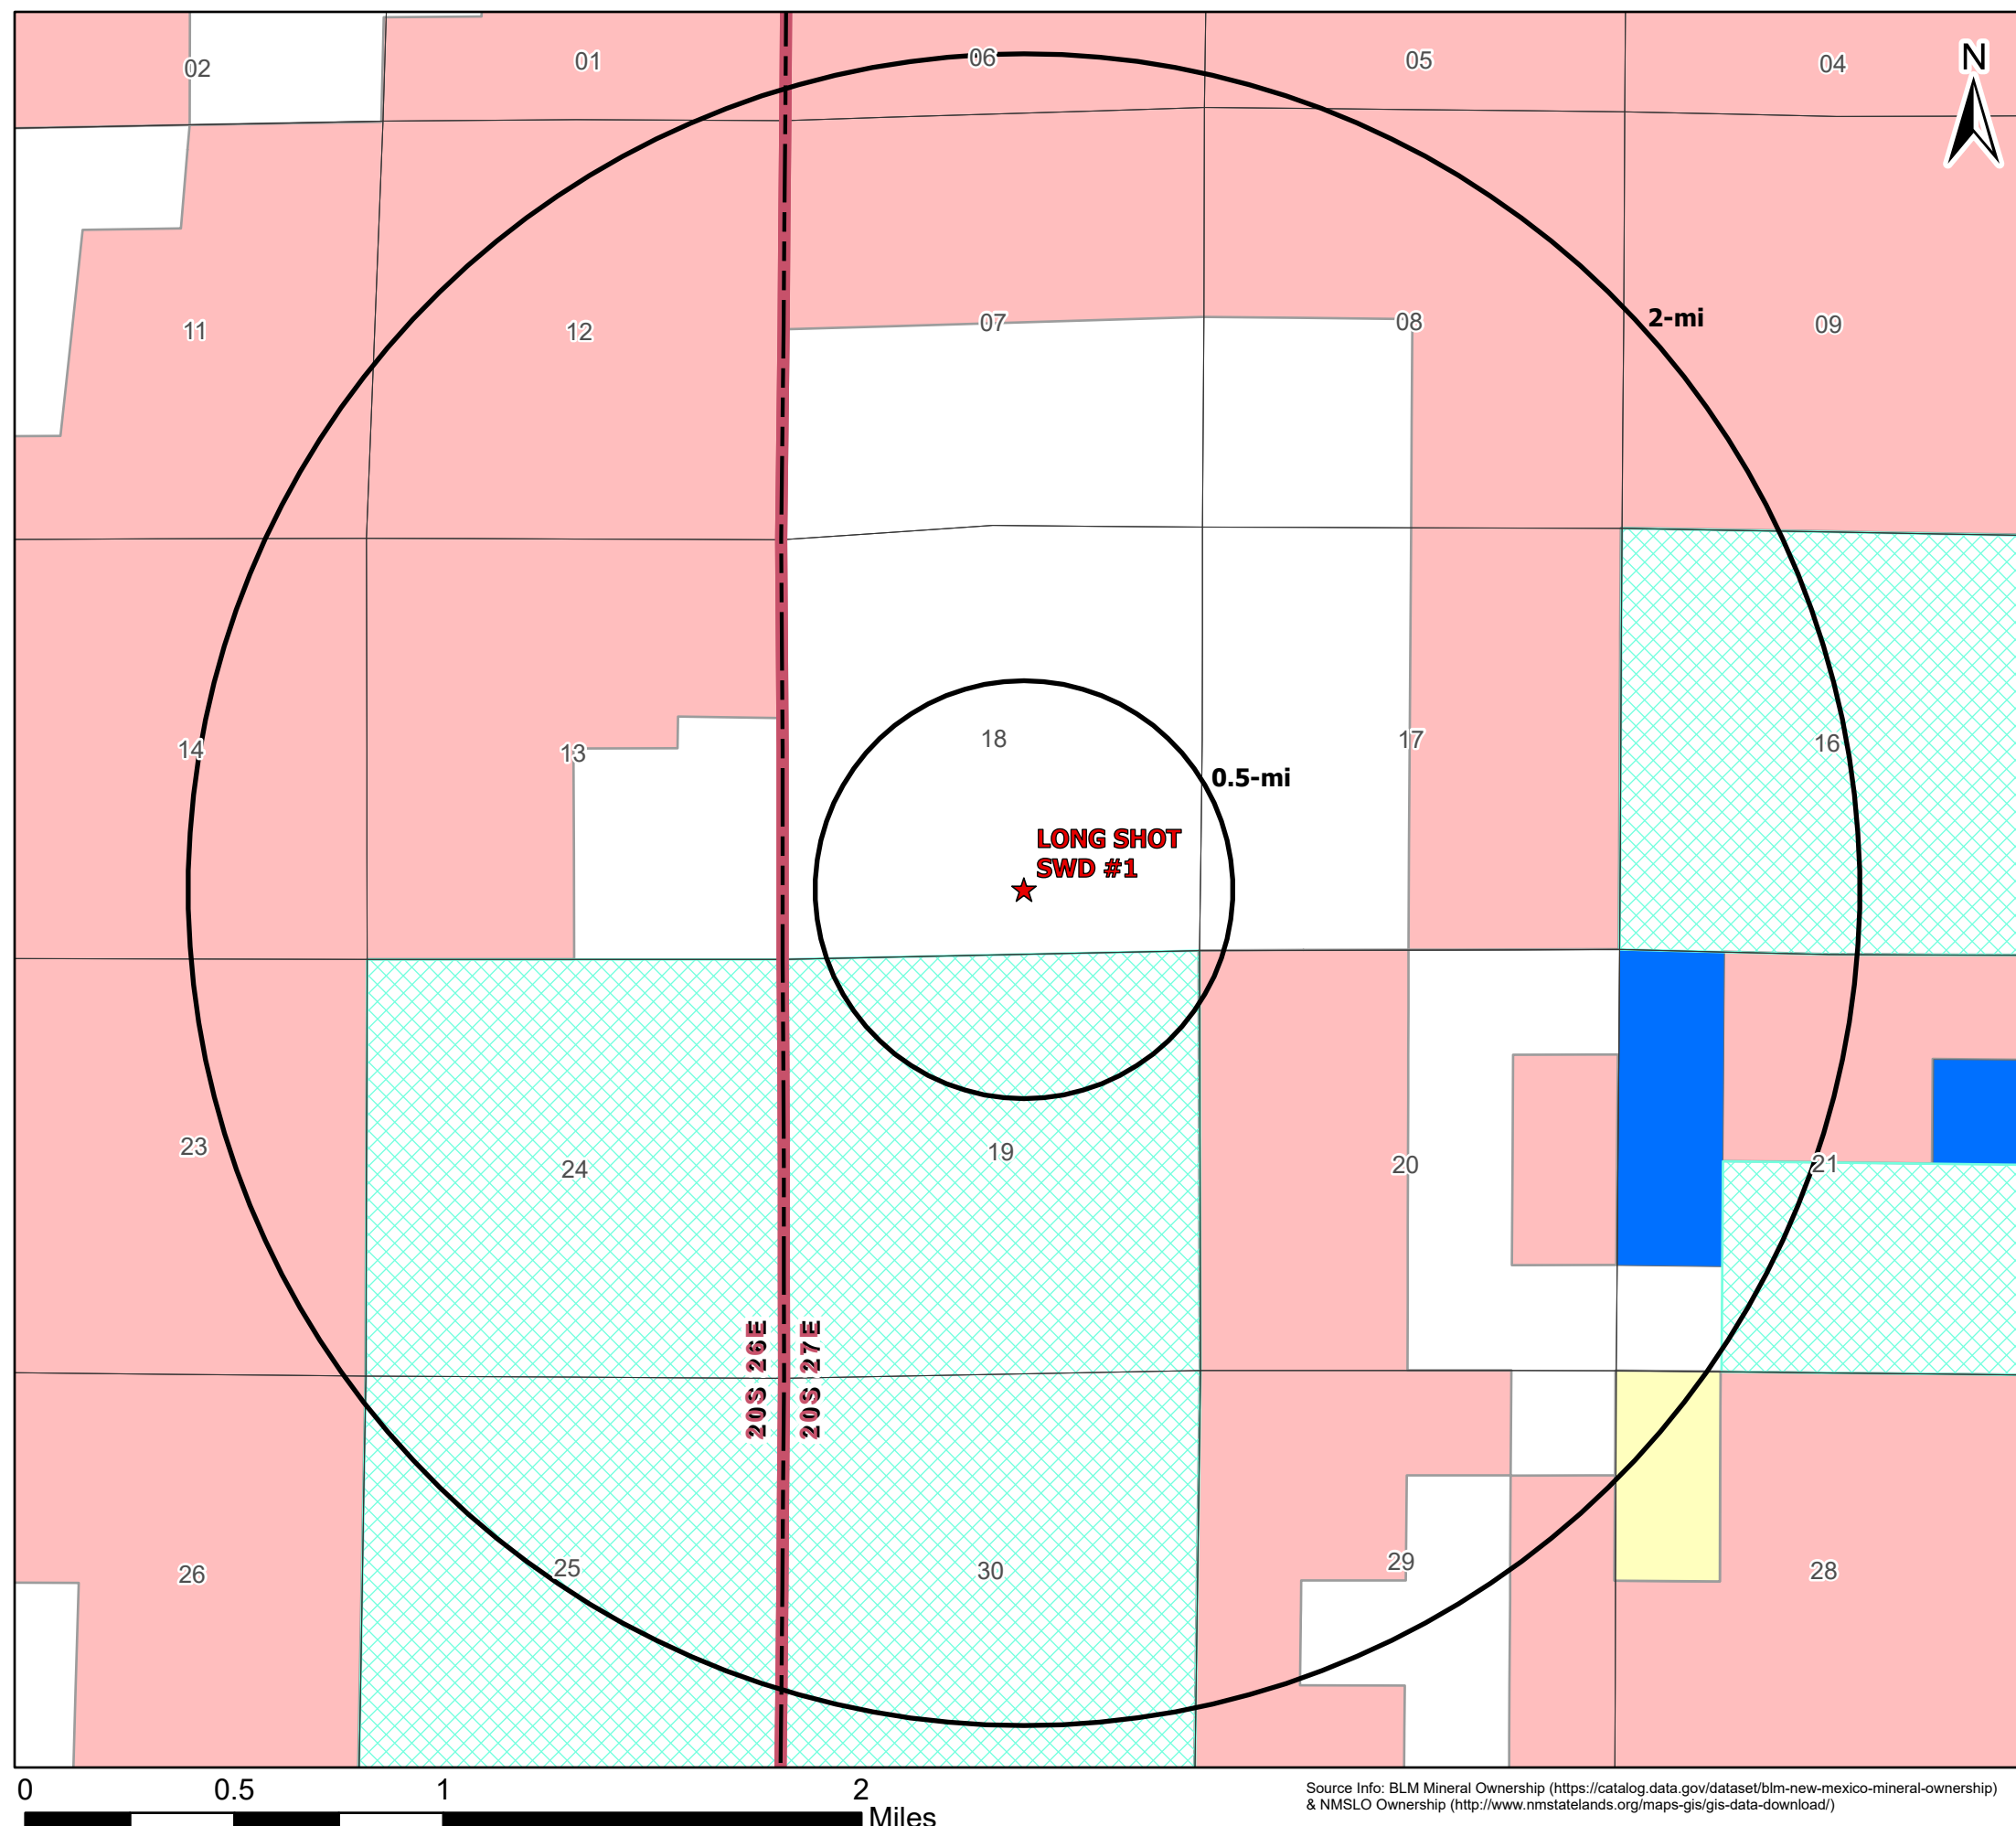 02
01
06
05
04
N
11
12
07
08
2-mi
09
14
13
18
17
16
0.5-mi
LONG SHOT
SWD #1
23
24
19
20
21
20S 26E
20S 27E
26
25
30
29
28
0 0.5 1 2
Miles
Source Info: BLM Mineral Ownership (https://catalog.data.gov/dataset/blm-new-mexico-mineral-ownership)
& NMSLO Ownership (http://www.nmstatelands.org/maps-gis/gis-data-download/)